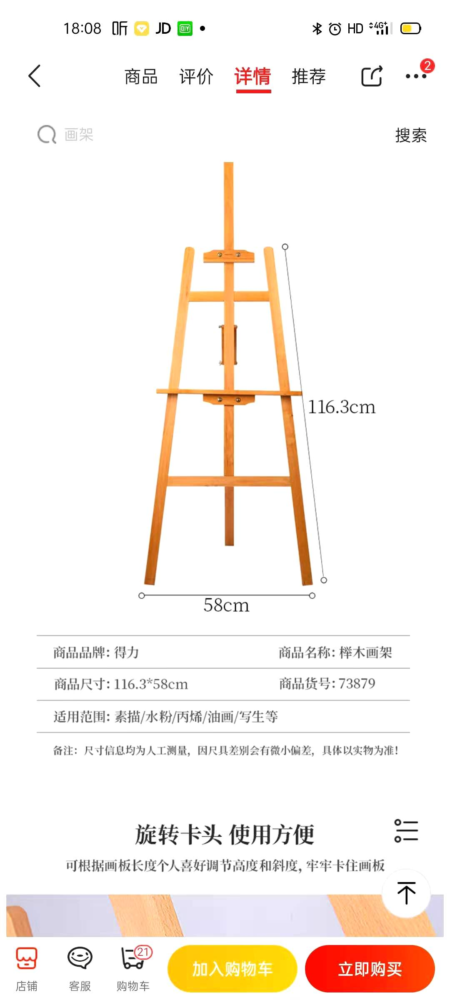 18:08 听 JD QIY HD 4G+
商品 评价 详情 推荐 2
画架 搜索
116.3cm
58cm
商品品牌：得力 商品名称：榉木画架
商品尺寸：116.3*58cm 商品货号：73879
适用范围：素描/水粉/丙烯/油画/写生等
备注：尺寸信息均为人工测量，因尺具差别会有微小偏差，具体以实物为准！
旋转卡头 使用方便
可根据画板长度个人喜好调节高度和斜度，牢牢卡住画板
21
店铺 客服 购物车 加入购物车 立即购买